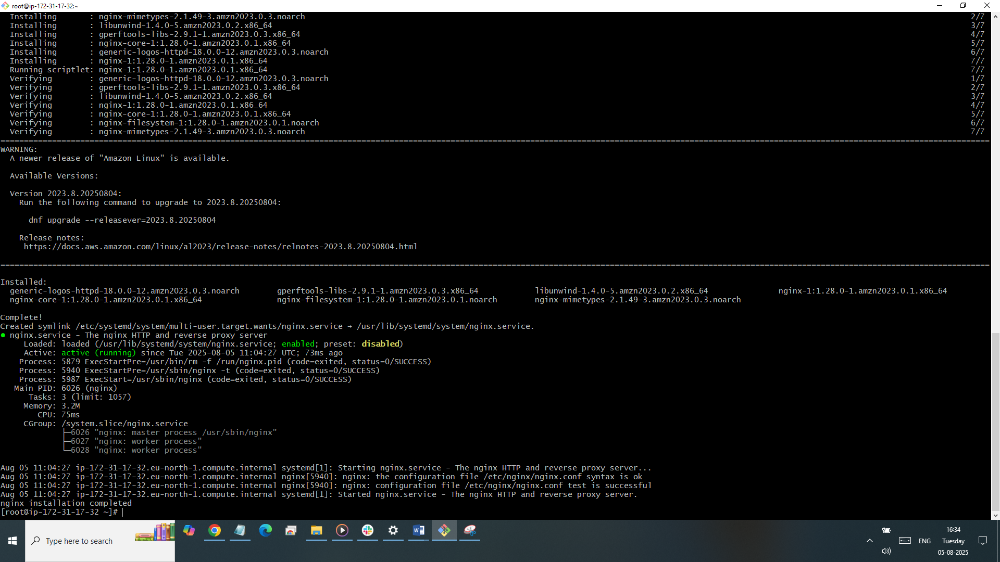 root@ip-172-31-17-32:~
Installing : nginx-mimetypes-2.1.49-3.amzn2023.0.3.noarch 2/7
Installing : libunwind-1.4.0-5.amzn2023.0.2.x86_64 3/7
Installing : gperftools-libs-2.9.1-1.amzn2023.0.3.x86_64 4/7
Installing : nginx-core-1:1.28.0-1.amzn2023.0.1.x86_64 5/7
Installing : generic-logos-httpd-18.0.0-12.amzn2023.0.3.noarch 6/7
Installing : nginx-1:1.28.0-1.amzn2023.0.1.x86_64 7/7
Running scriptlet: nginx-1:1.28.0-1.amzn2023.0.1.x86_64 7/7
Verifying : generic-logos-httpd-18.0.0-12.amzn2023.0.3.noarch 1/7
Verifying : gperftools-libs-2.9.1-1.amzn2023.0.3.x86_64 2/7
Verifying : libunwind-1.4.0-5.amzn2023.0.2.x86_64 3/7
Verifying : nginx-1:1.28.0-1.amzn2023.0.1.x86_64 4/7
Verifying : nginx-core-1:1.28.0-1.amzn2023.0.1.x86_64 5/7
Verifying : nginx-filesystem-1:1.28.0-1.amzn2023.0.1.noarch 6/7
Verifying : nginx-mimetypes-2.1.49-3.amzn2023.0.3.noarch 7/7
WARNING:
A newer release of "Amazon Linux" is available.
Available Versions:
Version 2023.8.20250804:
Run the following command to upgrade to 2023.8.20250804:
dnf upgrade --releasever=2023.8.20250804
Release notes:
https://docs.aws.amazon.com/linux/al2023/release-notes/relnotes-2023.8.20250804.html
Installed:
generic-logos-httpd-18.0.0-12.amzn2023.0.3.noarch gperftools-libs-2.9.1-1.amzn2023.0.3.x86_64 libunwind-1.4.0-5.amzn2023.0.2.x86_64 nginx-1:1.28.0-1.amzn2023.0.1.x86_64
nginx-core-1:1.28.0-1.amzn2023.0.1.x86_64 nginx-filesystem-1:1.28.0-1.amzn2023.0.1.noarch nginx-mimetypes-2.1.49-3.amzn2023.0.3.noarch
Complete!
Created symlink /etc/systemd/system/multi-user.target.wants/nginx.service → /usr/lib/systemd/system/nginx.service.
● nginx.service - The nginx HTTP and reverse proxy server
Loaded: loaded (/usr/lib/systemd/system/nginx.service; enabled; preset: disabled)
Active: active (running) since Tue 2025-08-05 11:04:27 UTC; 73ms ago
Process: 5879 ExecStartPre=/usr/bin/rm -f /run/nginx.pid (code=exited, status=0/SUCCESS)
Process: 5940 ExecStartPre=/usr/sbin/nginx -t (code=exited, status=0/SUCCESS)
Process: 5987 ExecStart=/usr/sbin/nginx (code=exited, status=0/SUCCESS)
Main PID: 6026 (nginx)
Tasks: 3 (limit: 1057)
Memory: 3.2M
CPU: 75ms
CGroup: /system.slice/nginx.service
├─6026 "nginx: master process /usr/sbin/nginx"
├─6027 "nginx: worker process"
└─6028 "nginx: worker process"
Aug 05 11:04:27 ip-172-31-17-32.eu-north-1.compute.internal systemd[1]: Starting nginx.service - The nginx HTTP and reverse proxy server...
Aug 05 11:04:27 ip-172-31-17-32.eu-north-1.compute.internal nginx[5940]: nginx: the configuration file /etc/nginx/nginx.conf syntax is ok
Aug 05 11:04:27 ip-172-31-17-32.eu-north-1.compute.internal nginx[5940]: nginx: configuration file /etc/nginx/nginx.conf test is successful
Aug 05 11:04:27 ip-172-31-17-32.eu-north-1.compute.internal systemd[1]: Started nginx.service - The nginx HTTP and reverse proxy server.
nginx installation completed
[root@ip-172-31-17-32 ~]#
Type here to search
ENG
16:34
Tuesday
05-08-2025